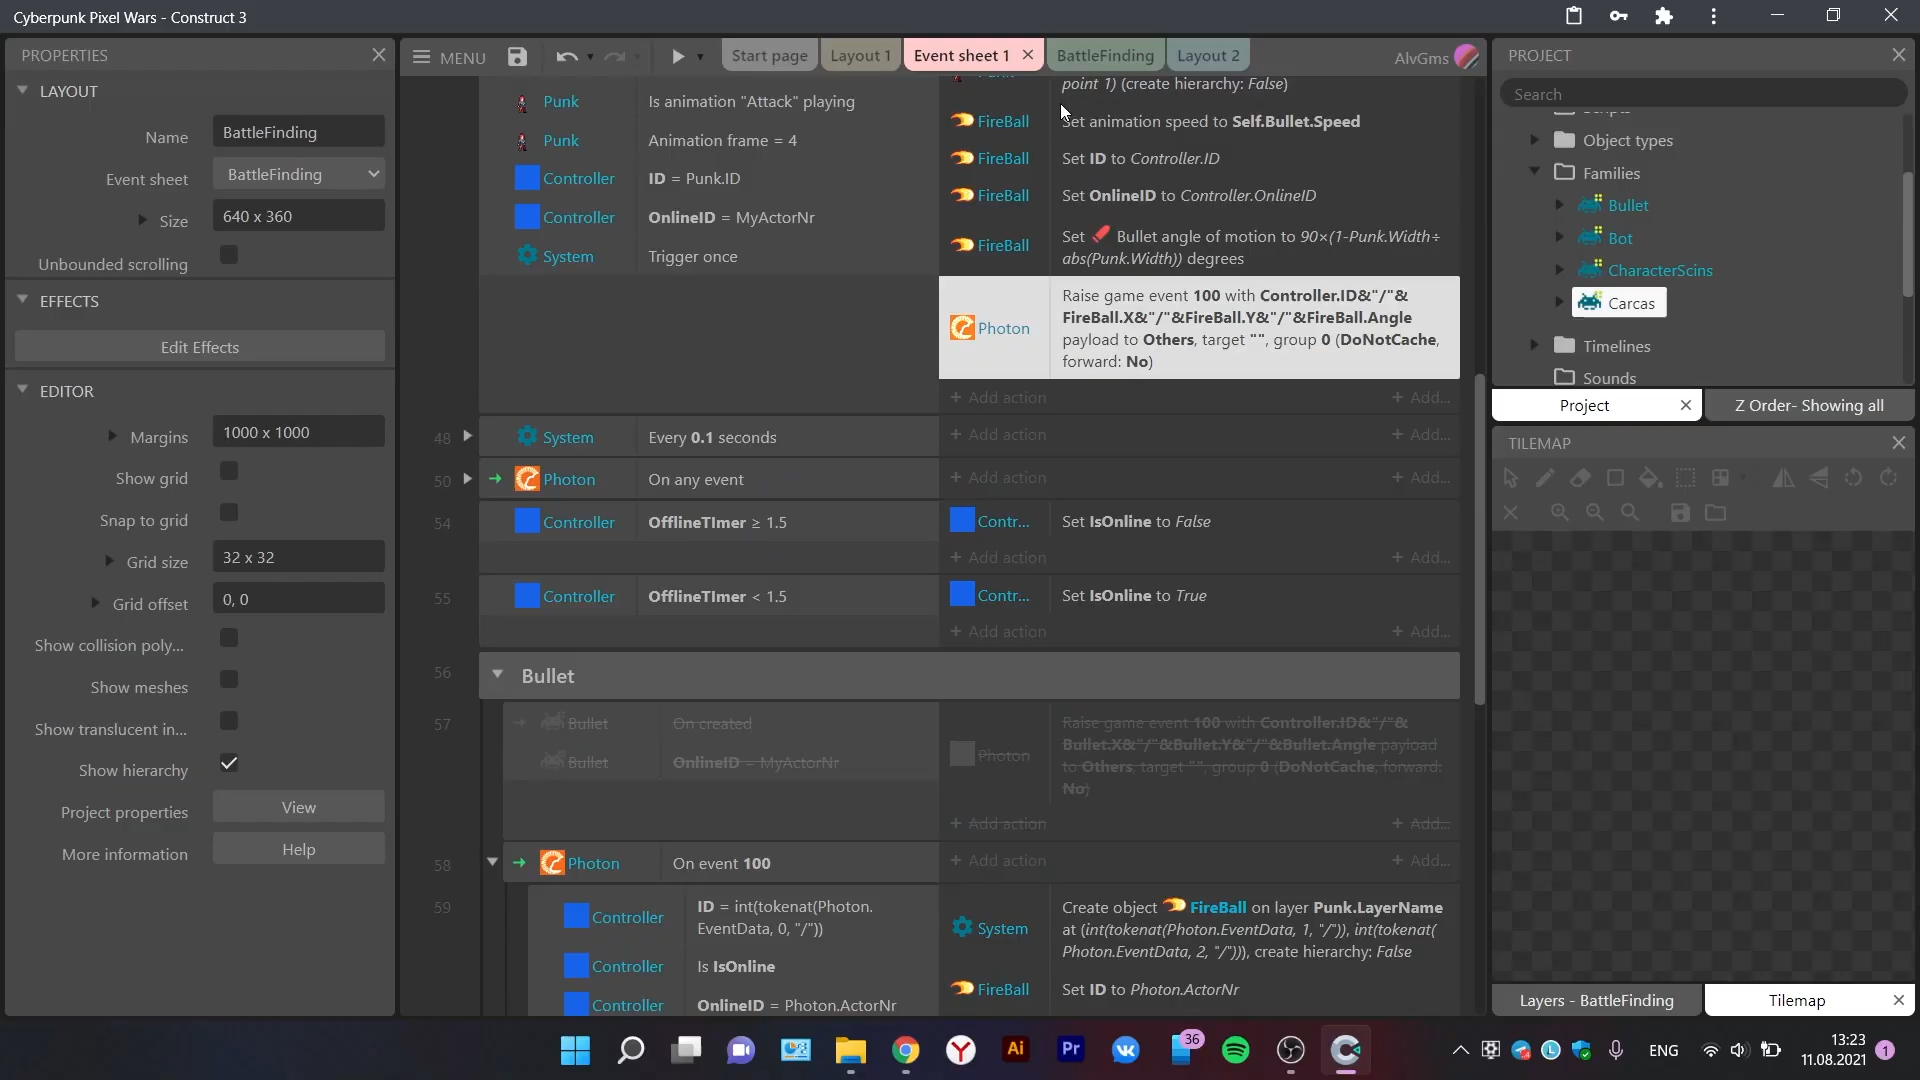 Cyberpunk Pixel Wars - Construct 3
PROPERTIES
LAYOUT
Name
BattleFinding
Event sheet
BattleFinding
Size
640 x 360
Unbounded scrolling
EFFECTS
Edit Effects
EDITOR
Margins
1000 x 1000
Show grid
Snap to grid
Grid size
32 x 32
Grid offset
0, 0
Show collision poly...
Show meshes
Show translucent in...
Show hierarchy
Project properties
View
More information
Help
MENU
Start page
Layout 1
Event sheet 1
BattleFinding
Layout 2
AlvGms
Punk
Is animation "Attack" playing
Punk
Animation frame = 4
Controller
ID = Punk.ID
Controller
OnlineID = MyActorNr
System
Trigger once
point 1) (create hierarchy: False)
FireBall
Set animation speed to Self.Bullet.Speed
FireBall
Set ID to Controller.ID
FireBall
Set OnlineID to Controller.OnlineID
FireBall
Set Bullet angle of motion to 90×(1-Punk.Width÷
abs(Punk.Width)) degrees
Photon
Raise game event 100 with Controller.ID&"/"&
FireBall.X&"/"&FireBall.Y&"/"&FireBall.Angle
payload to Others, target "", group 0 (DoNotCache,
forward: No)
+ Add action
+ Add...
48
System
Every 0.1 seconds
+ Add action
+ Add...
50
Photon
On any event
+ Add action
+ Add...
54
Controller
OfflineTImer ≥ 1.5
Contr...
Set IsOnline to False
+ Add action
+ Add...
55
Controller
OfflineTImer < 1.5
Contr...
Set IsOnline to True
+ Add action
+ Add...
56
Bullet
57
Bullet
On created
Bullet
OnlineID = MyActorNr
Photon
Raise game event 100 with Controller.ID&"/"&
Bullet.X&"/"&Bullet.Y&"/"&Bullet.Angle payload
to Others, target "", group 0 (DoNotCache, forward:
No)
+ Add action
+ Add...
58
Photon
On event 100
+ Add action
+ Add...
59
Controller
ID = int(tokenat(Photon.
EventData, 0, "/"))
Controller
Is IsOnline
Controller
OnlineID = Photon.ActorNr
System
Create object FireBall on layer Punk.LayerName
at (int(tokenat(Photon.EventData, 1, "/")), int(tokenat(
Photon.EventData, 2, "/"))), create hierarchy: False
FireBall
Set ID to Photon.ActorNr
PROJECT
Search
Object types
Families
Bullet
Bot
CharacterScins
Carcas
Timelines
Sounds
Project
Z Order- Showing all
TILEMAP
Layers - BattleFinding
Tilemap
Ai
Pr
36
ENG
13:23
11.08.2021
1